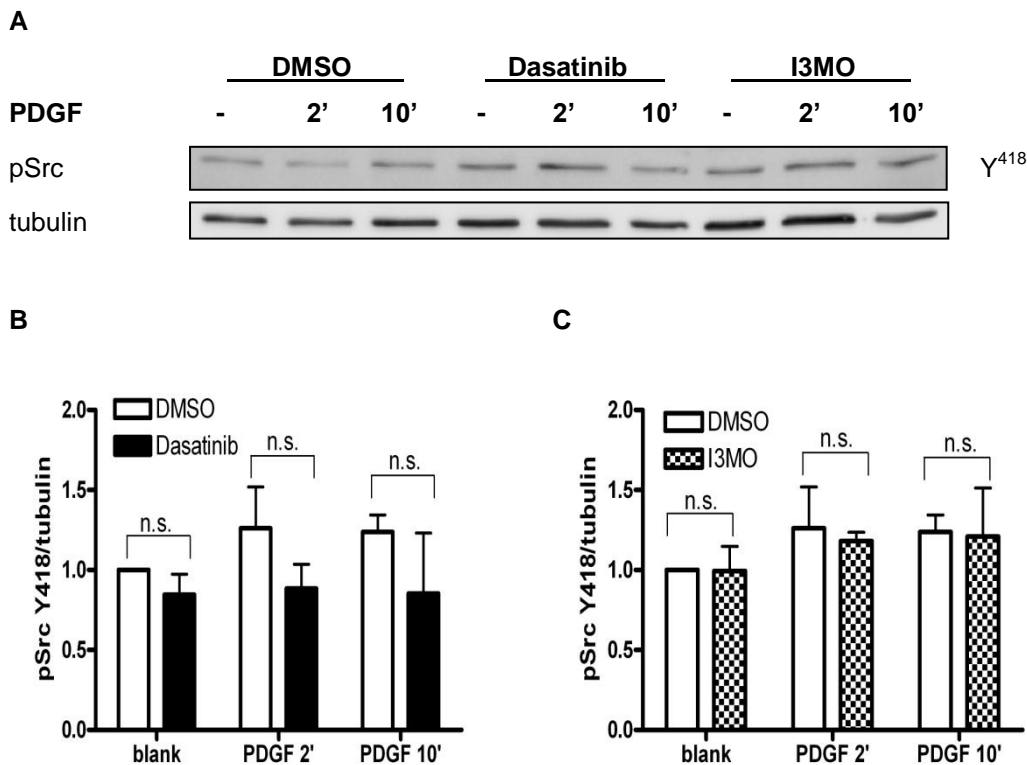 A
DMSO Dasatinib I3MO
PDGF - 2’ 10’ - 2’ 10’ - 2’ 10’
pSrc Y418
tubulin
B
C
2.0
1.5
1.0
0.5
0.0
pSrc Y418/tubulin
DMSO
Dasatinib
n.s.
n.s.
n.s.
blank PDGF 2' PDGF 10'
2.0
1.5
1.0
0.5
0.0
pSrc Y418/tubulin
DMSO
I3MO
n.s.
n.s.
n.s.
blank PDGF 2' PDGF 10'